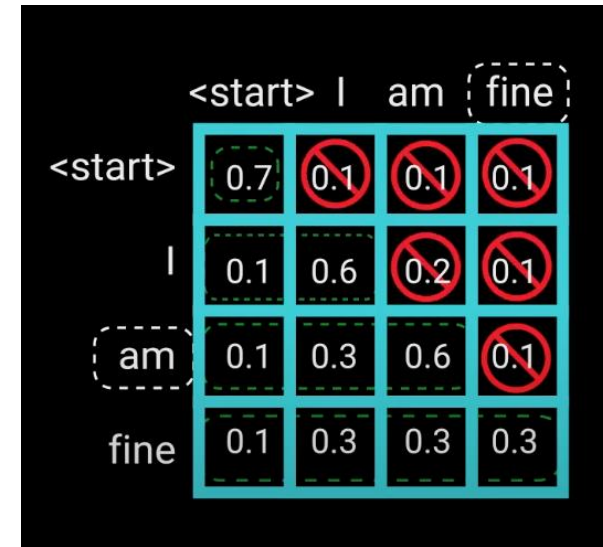 <start> I am fine
<start> 0.7 0.1 0.1 0.1
I 0.1 0.6 0.2 0.1
am 0.1 0.3 0.6 0.1
fine 0.1 0.3 0.3 0.3